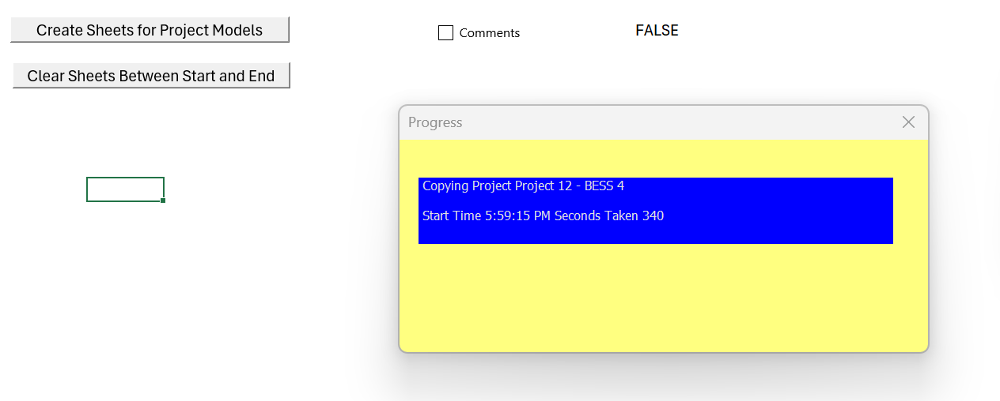 Create Sheets for Project Models
Comments
FALSE
Clear Sheets Between Start and End
Progress
Copying Project Project 12 - BESS 4
Start Time 5:59:15 PM Seconds Taken 340